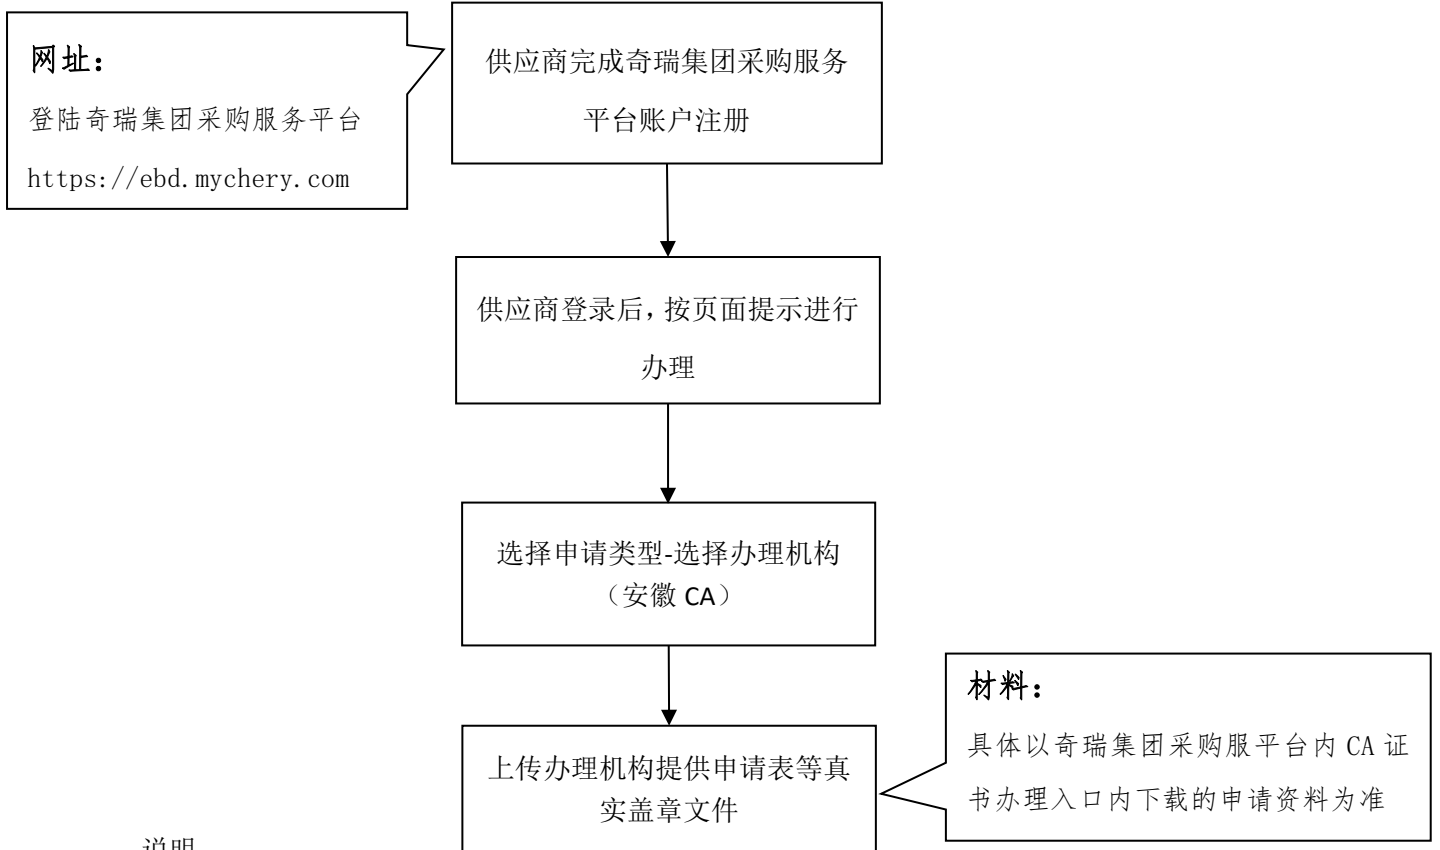 网址：
登陆奇瑞集团采购服务平台
https://ebd.mychery.com
供应商完成奇瑞集团采购服务
平台账户注册
供应商登录后，按页面提示进行
办理
选择申请类型-选择办理机构
（安徽 CA）
上传办理机构提供申请表等真
实盖章文件
材料：
具体以奇瑞集团采购服平台内 CA 证
书办理入口内下载的申请资料为准
说明